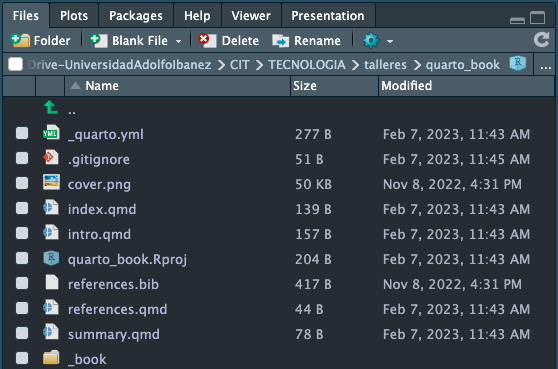 Files Plots Packages Help Viewer Presentation
Folder Blank File Delete Rename
Drive-UniversidadAdolfoIbanez > CIT > TECNOLOGIA > talleres > quarto_book R ...
Name Size Modified
..
YML _quarto.yml 277 B Feb 7, 2023, 11:43 AM
.gitignore 51 B Feb 7, 2023, 11:45 AM
cover.png 50 KB Nov 8, 2022, 4:31 PM
index.qmd 139 B Feb 7, 2023, 11:43 AM
intro.qmd 157 B Feb 7, 2023, 11:43 AM
R quarto_book.Rproj 204 B Feb 7, 2023, 11:43 AM
references.bib 417 B Nov 8, 2022, 4:31 PM
references.qmd 44 B Feb 7, 2023, 11:43 AM
summary.qmd 78 B Feb 7, 2023, 11:43 AM
_book